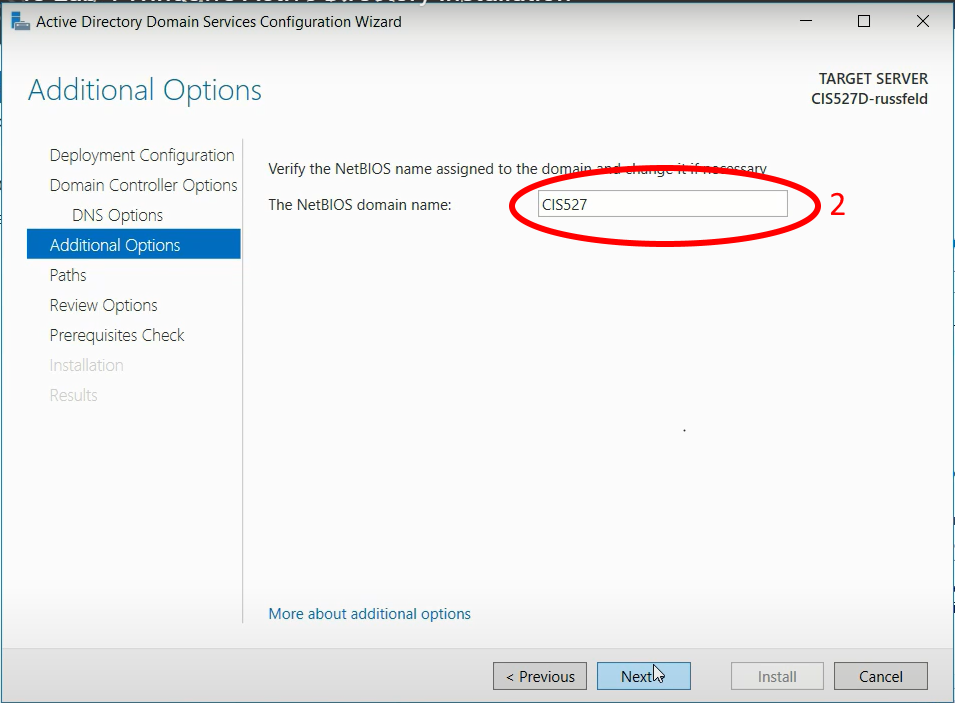 Active Directory Domain Services Configuration Wizard
Additional Options
TARGET SERVER
CIS527D-russfeld
Deployment Configuration
Domain Controller Options
DNS Options
Additional Options
Paths
Review Options
Prerequisites Check
Installation
Results
Verify the NetBIOS name assigned to the domain and change it if necessary
The NetBIOS domain name:
CIS527
2
More about additional options
< Previous
Next
Install
Cancel